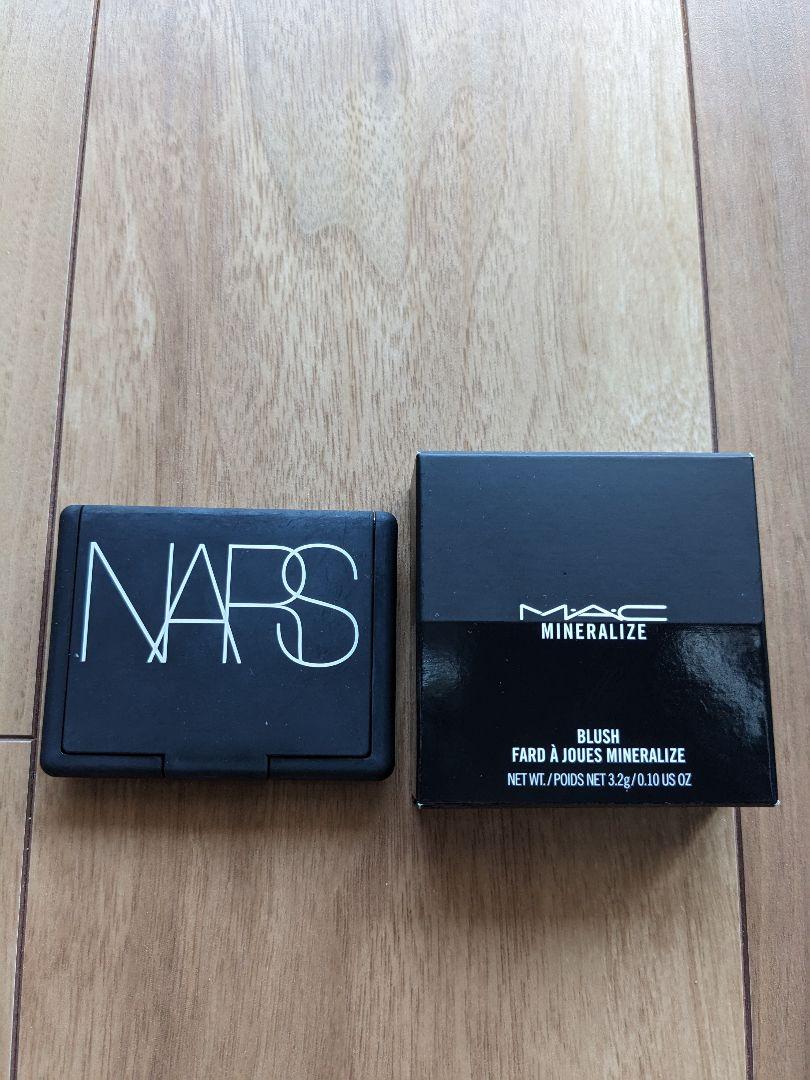 NARS
M·A·C
MINERALIZE
BLUSH
FARD À JOUES MINERALIZE
NET WT./POIDS NET 3.2g/0.10 US OZ